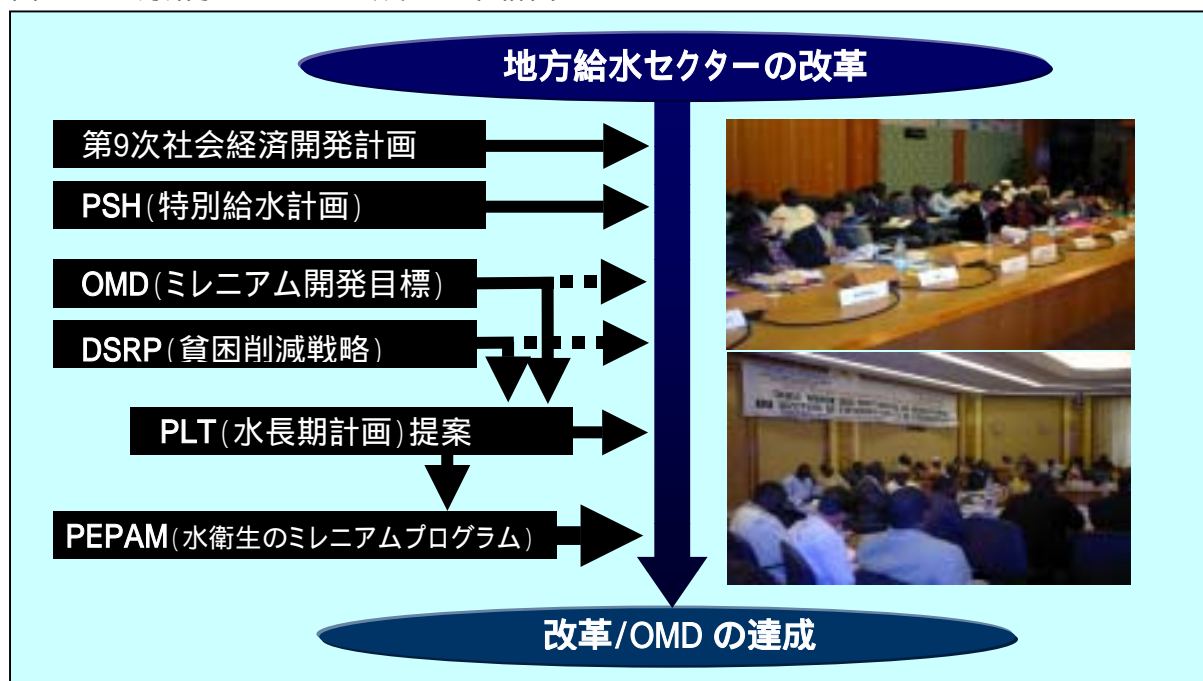 地方給水セクターの改革
第9次社会経済開発計画
PSH(特別給水計画)
OMD(ミレニアム開発目標)
DSRP(貧困削減戦略)
PLT(水長期計画)提案
PEPAM(水衛生のミレニアムプログラム)
改革/OMD の達成